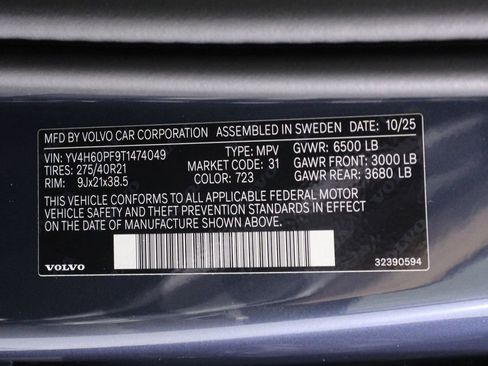 MFD BY VOLVO CAR CORPORATION ASSEMBLED IN SWEDEN DATE: 10/25
VIN: YV4H60PF9T1474049 TYPE: MPV GVWR: 6500 LB
TIRES: 275/40R21 MARKET CODE: 31 GAWR FRONT: 3000 LB
RIM: 9Jx21x38.5 COLOR: 723 GAWR REAR: 3680 LB
THIS VEHICLE CONFORMS TO ALL APPLICABLE FEDERAL MOTOR
VEHICLE SAFETY AND THEFT PREVENTION STANDARDS IN EFFECT
ON THE DATE OF MANUFACTURE SHOWN ABOVE.
VOLVO 32390594